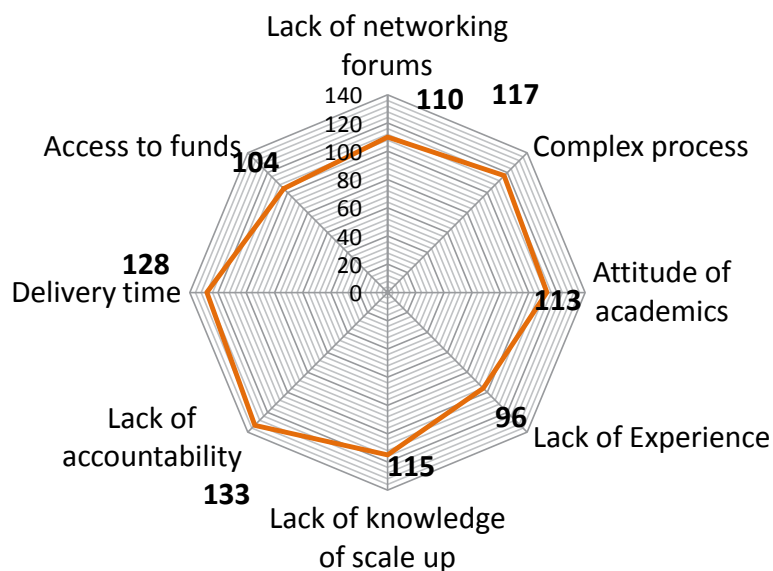 Lack of networking
forums
110
117
Complex process
Attitude of
academics
113
96
Lack of Experience
115
Lack of knowledge
of scale up
Lack of
accountability
133
128
Delivery time
Access to funds
104
140
120
100
80
60
40
20
0